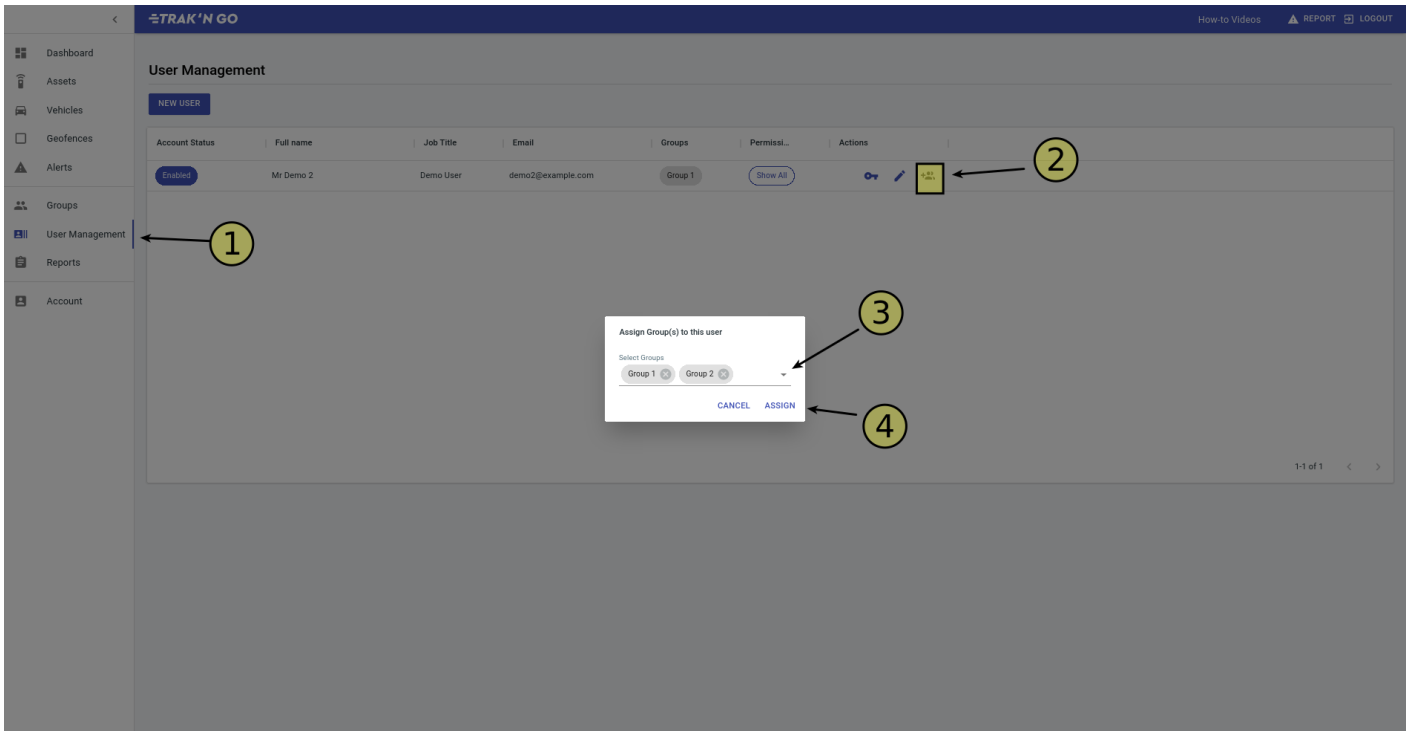 TRAK'N GO
How-to Videos REPORT LOGOUT
Dashboard
Assets
Vehicles
Geofences
Alerts
Groups
User Management
Reports
Account
User Management
NEW USER
Account Status Full name Job Title Email Groups Permissi... Actions
Enabled Mr Demo 2 Demo User demo2@example.com Group 1 Show All
2
1
3
Assign Group(s) to this user
Select Groups
Group 1 Group 2
CANCEL ASSIGN
4
1-1 of 1